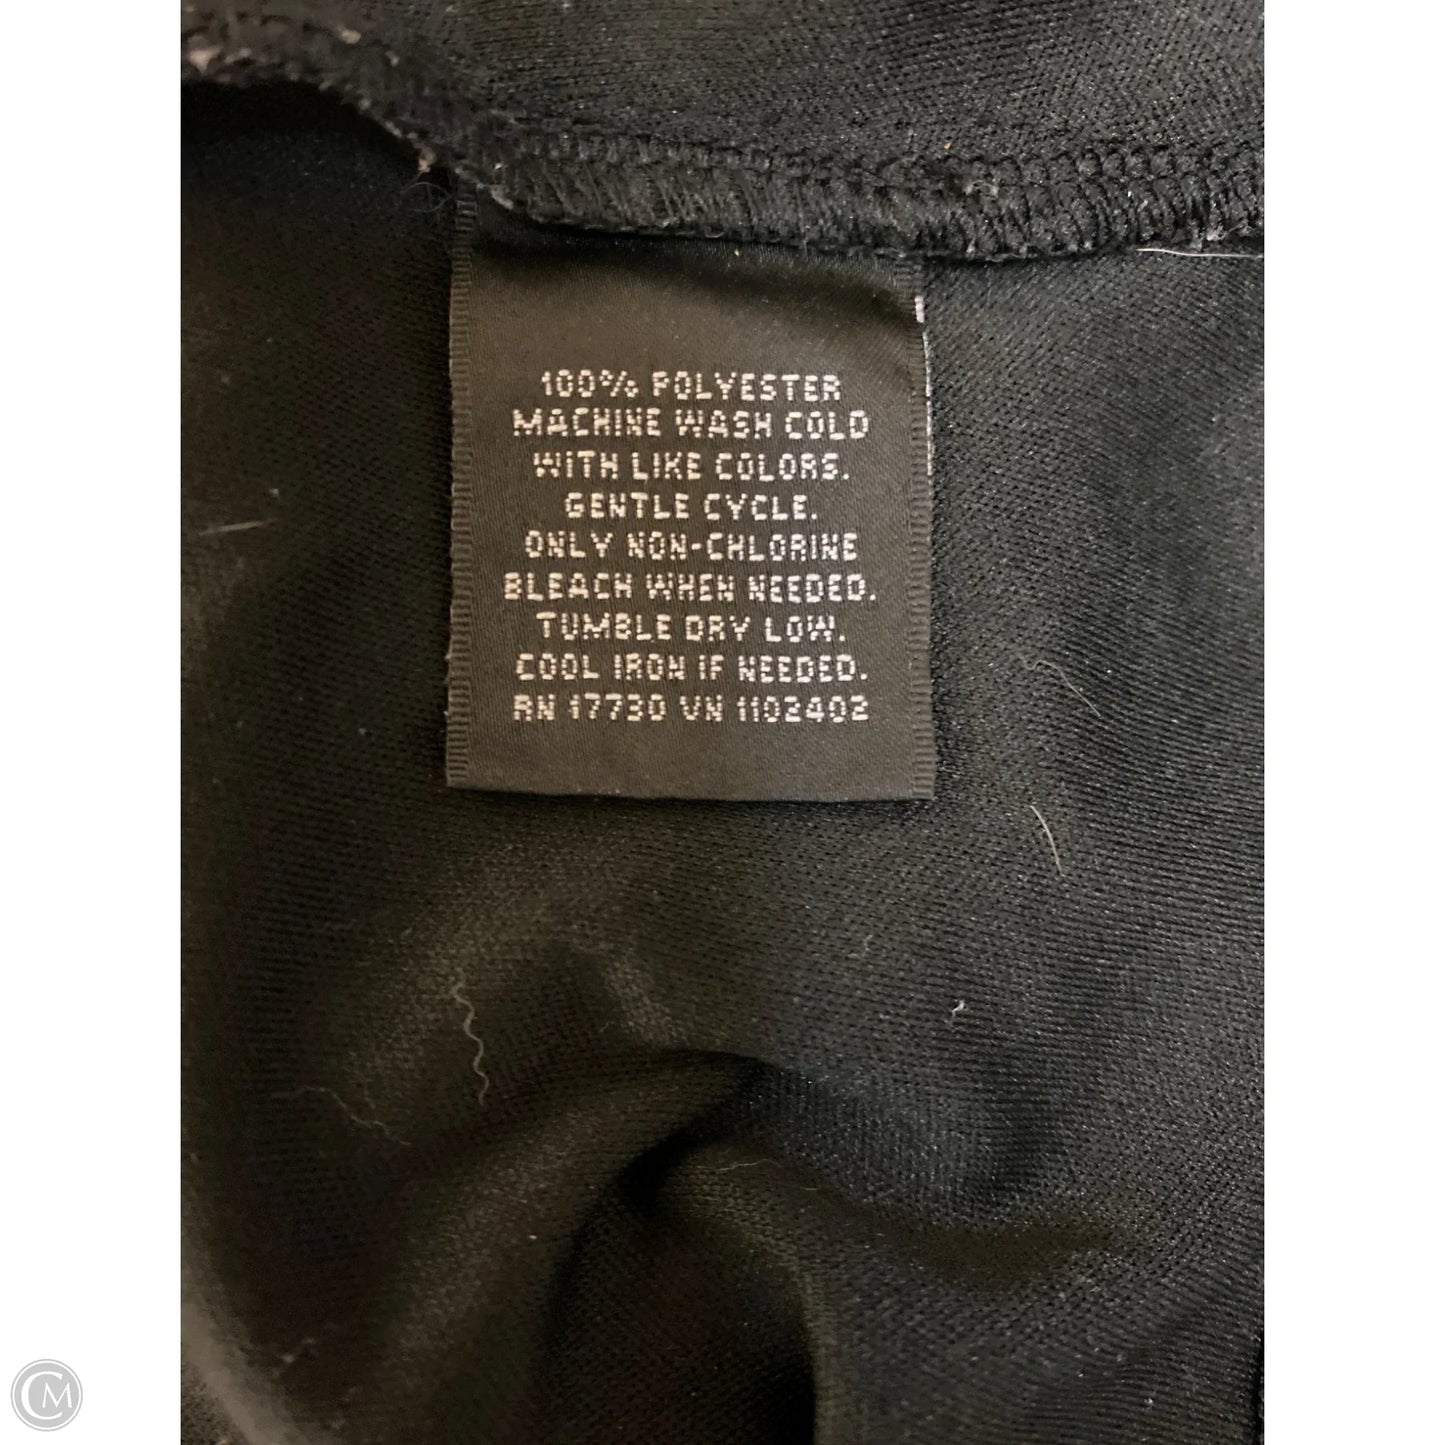 100% POLYESTER
MACHINE WASH COLD
WITH LIKE COLORS.
GENTLE CYCLE.
ONLY NON-CHLORINE
BLEACH WHEN NEEDED.
TUMBLE DRY LOW.
COOL IRON IF NEEDED.
RN 17730 VN 1102402
CM